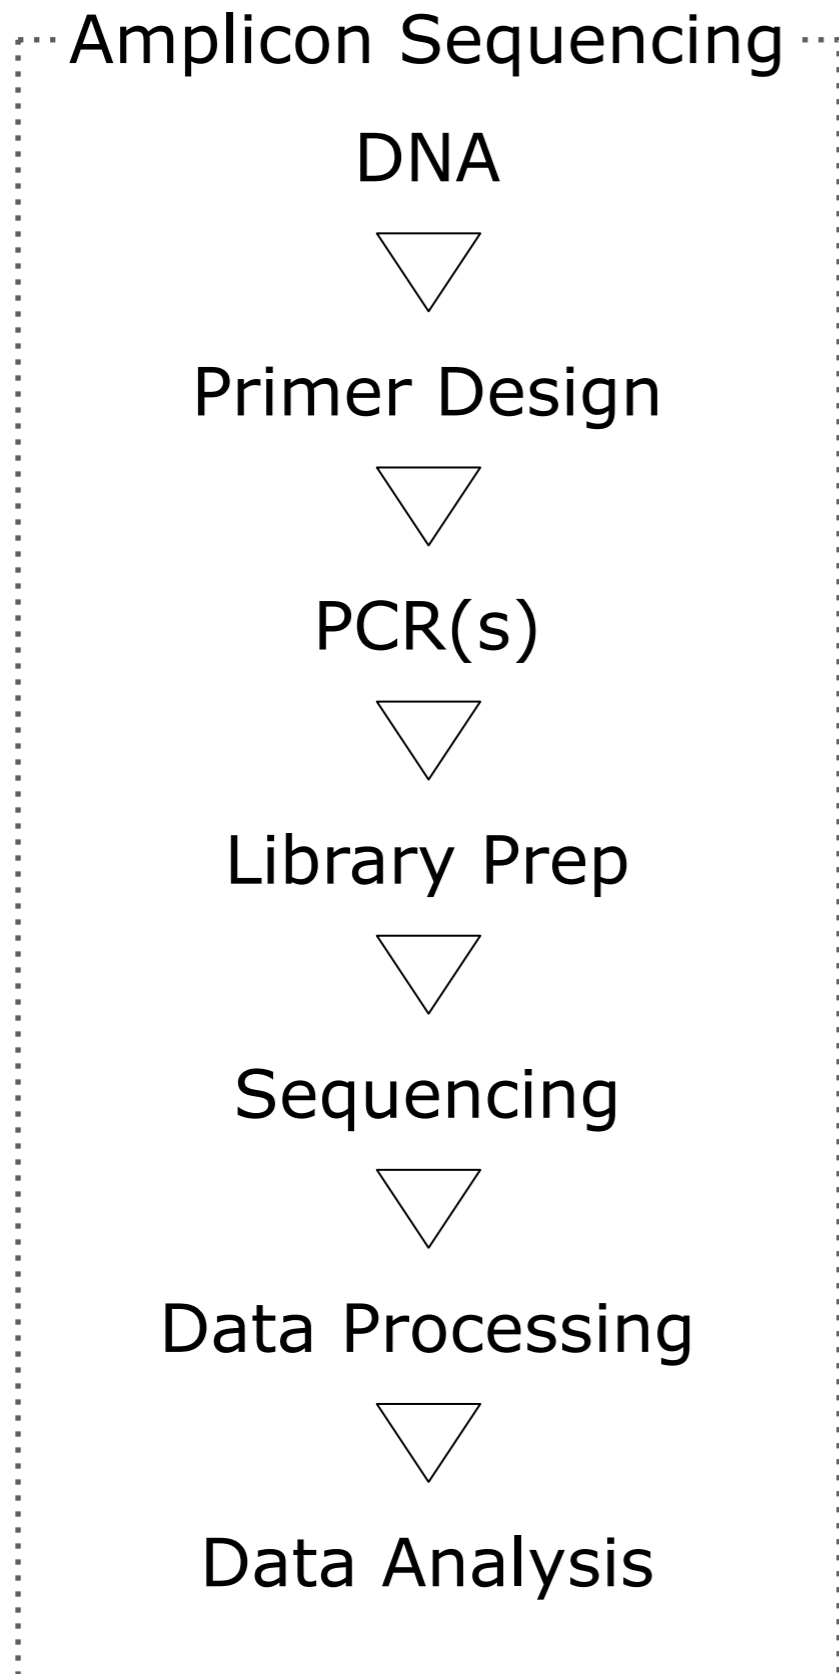 Amplicon Sequencing
DNA
Primer Design
PCR(s)
Library Prep
Sequencing
Data Processing
Data Analysis